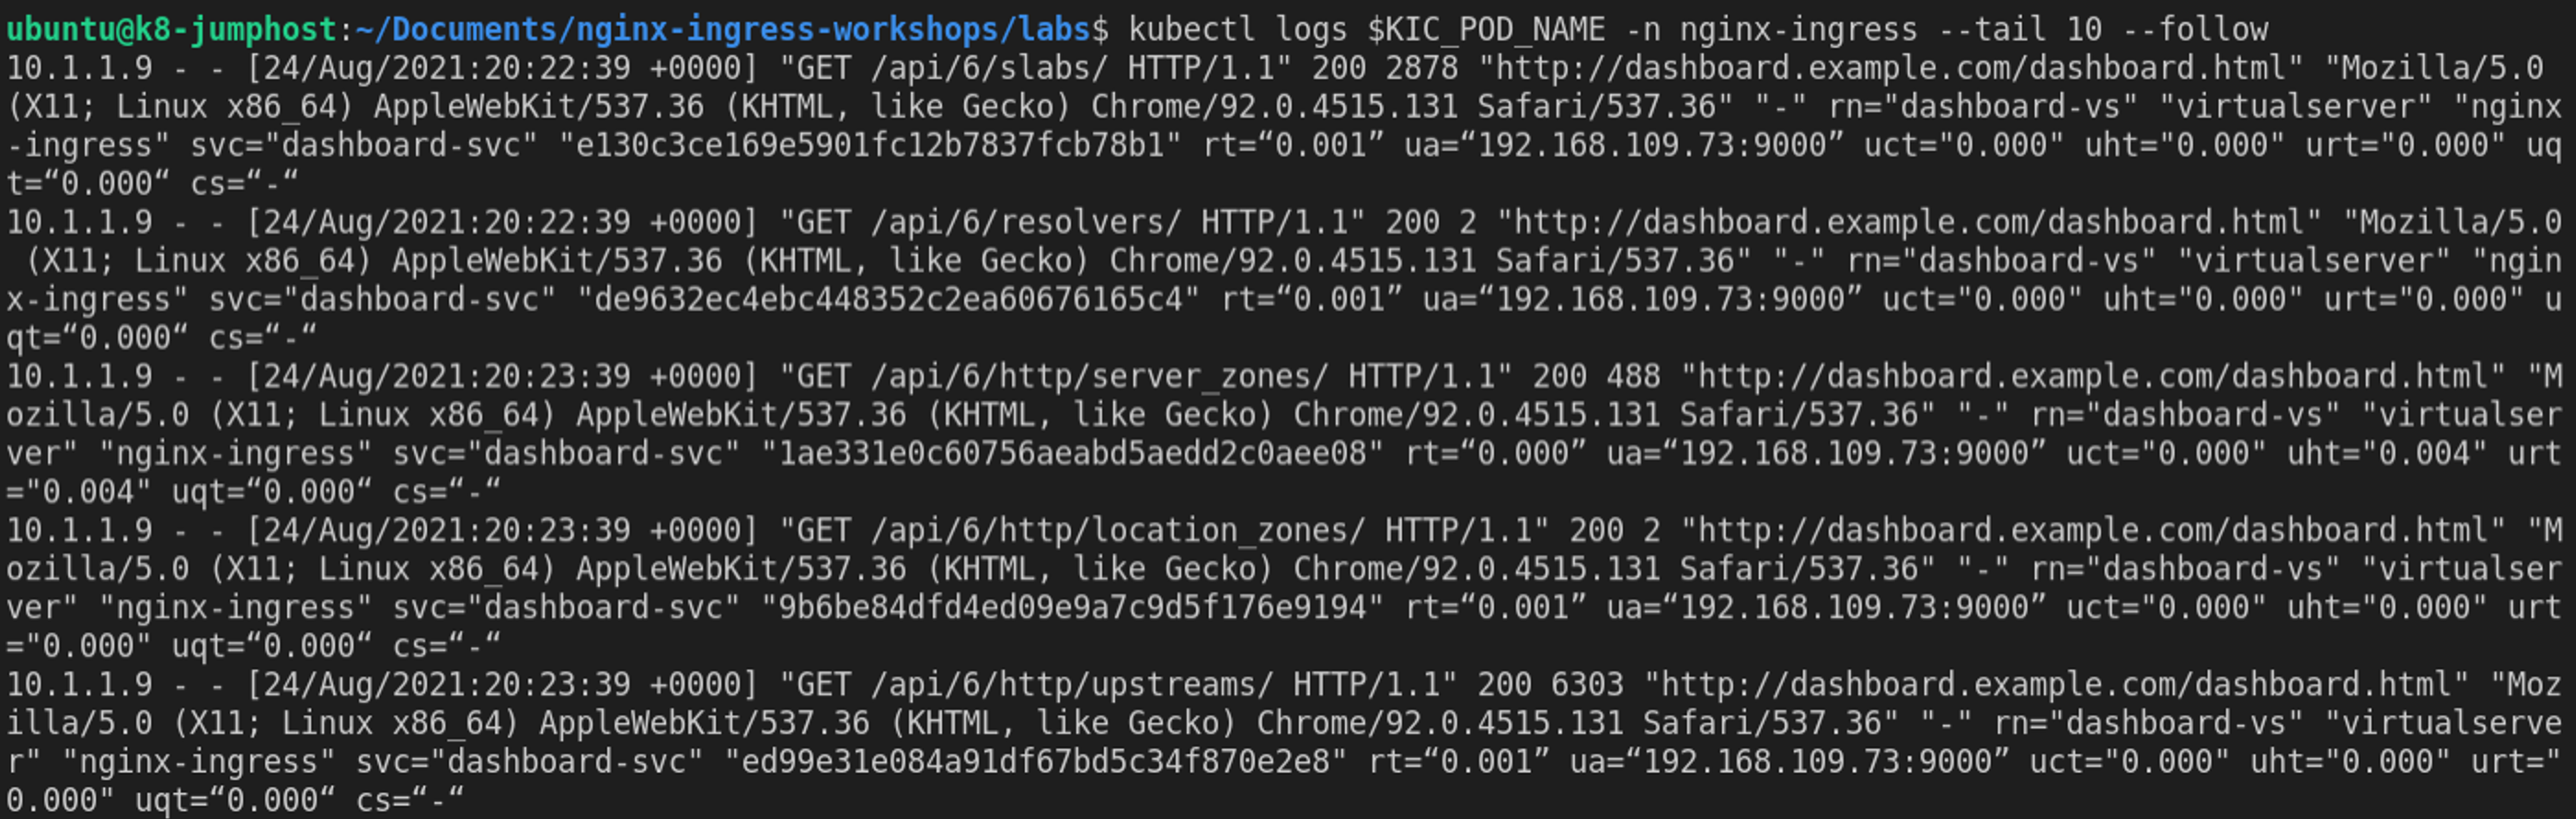 ubuntu@k8-jumphost:~/Documents/nginx-ingress-workshops/labs$ kubectl logs $KIC_POD_NAME -n nginx-ingress --tail 10 --follow
10.1.1.9 - - [24/Aug/2021:20:22:39 +0000] "GET /api/6/slabs/ HTTP/1.1" 200 2878 "http://dashboard.example.com/dashboard.html" "Mozilla/5.0
(X11; Linux x86_64) AppleWebKit/537.36 (KHTML, like Gecko) Chrome/92.0.4515.131 Safari/537.36" "-" rn="dashboard-vs" "virtualserver" "nginx
-ingress" svc="dashboard-svc" "e130c3ce169e5901fc12b7837fcb78b1" rt=“0.001” ua=“192.168.109.73:9000” uct="0.000" uht="0.000" urt="0.000" uq
t=“0.000“ cs=“-“
10.1.1.9 - - [24/Aug/2021:20:22:39 +0000] "GET /api/6/resolvers/ HTTP/1.1" 200 2 "http://dashboard.example.com/dashboard.html" "Mozilla/5.0
 (X11; Linux x86_64) AppleWebKit/537.36 (KHTML, like Gecko) Chrome/92.0.4515.131 Safari/537.36" "-" rn="dashboard-vs" "virtualserver" "ngin
x-ingress" svc="dashboard-svc" "de9632ec4ebc448352c2ea60676165c4" rt=“0.001” ua=“192.168.109.73:9000” uct="0.000" uht="0.000" urt="0.000" u
qt=“0.000“ cs=“-“
10.1.1.9 - - [24/Aug/2021:20:23:39 +0000] "GET /api/6/http/server_zones/ HTTP/1.1" 200 488 "http://dashboard.example.com/dashboard.html" "M
ozilla/5.0 (X11; Linux x86_64) AppleWebKit/537.36 (KHTML, like Gecko) Chrome/92.0.4515.131 Safari/537.36" "-" rn="dashboard-vs" "virtualser
ver" "nginx-ingress" svc="dashboard-svc" "1ae331e0c60756aeabd5aedd2c0aee08" rt=“0.000” ua=“192.168.109.73:9000” uct="0.000" uht="0.004" urt
="0.004" uqt=“0.000“ cs=“-“
10.1.1.9 - - [24/Aug/2021:20:23:39 +0000] "GET /api/6/http/location_zones/ HTTP/1.1" 200 2 "http://dashboard.example.com/dashboard.html" "M
ozilla/5.0 (X11; Linux x86_64) AppleWebKit/537.36 (KHTML, like Gecko) Chrome/92.0.4515.131 Safari/537.36" "-" rn="dashboard-vs" "virtualser
ver" "nginx-ingress" svc="dashboard-svc" "9b6be84dfd4ed09e9a7c9d5f176e9194" rt=“0.001” ua=“192.168.109.73:9000” uct="0.000" uht="0.000" urt
="0.000" uqt=“0.000“ cs=“-“
10.1.1.9 - - [24/Aug/2021:20:23:39 +0000] "GET /api/6/http/upstreams/ HTTP/1.1" 200 6303 "http://dashboard.example.com/dashboard.html" "Moz
illa/5.0 (X11; Linux x86_64) AppleWebKit/537.36 (KHTML, like Gecko) Chrome/92.0.4515.131 Safari/537.36" "-" rn="dashboard-vs" "virtualserve
r" "nginx-ingress" svc="dashboard-svc" "ed99e31e084a91df67bd5c34f870e2e8" rt=“0.001” ua=“192.168.109.73:9000” uct="0.000" uht="0.000" urt="
0.000" uqt=“0.000“ cs=“-“